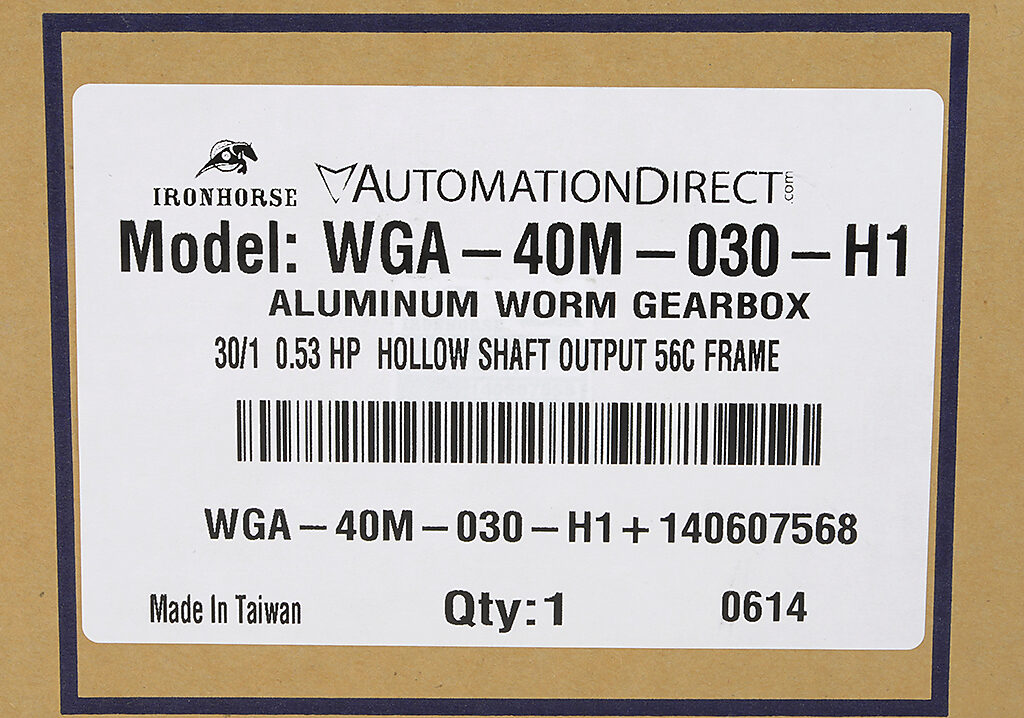 IRONHORSE
AUTOMATIONDIRECT.com
Model: WGA-40M-030-H1
ALUMINUM WORM GEARBOX
30/1 0.53 HP HOLLOW SHAFT OUTPUT 56C FRAME
WGA-40M-030-H1+140607568
Made In Taiwan
Qty:1
0614